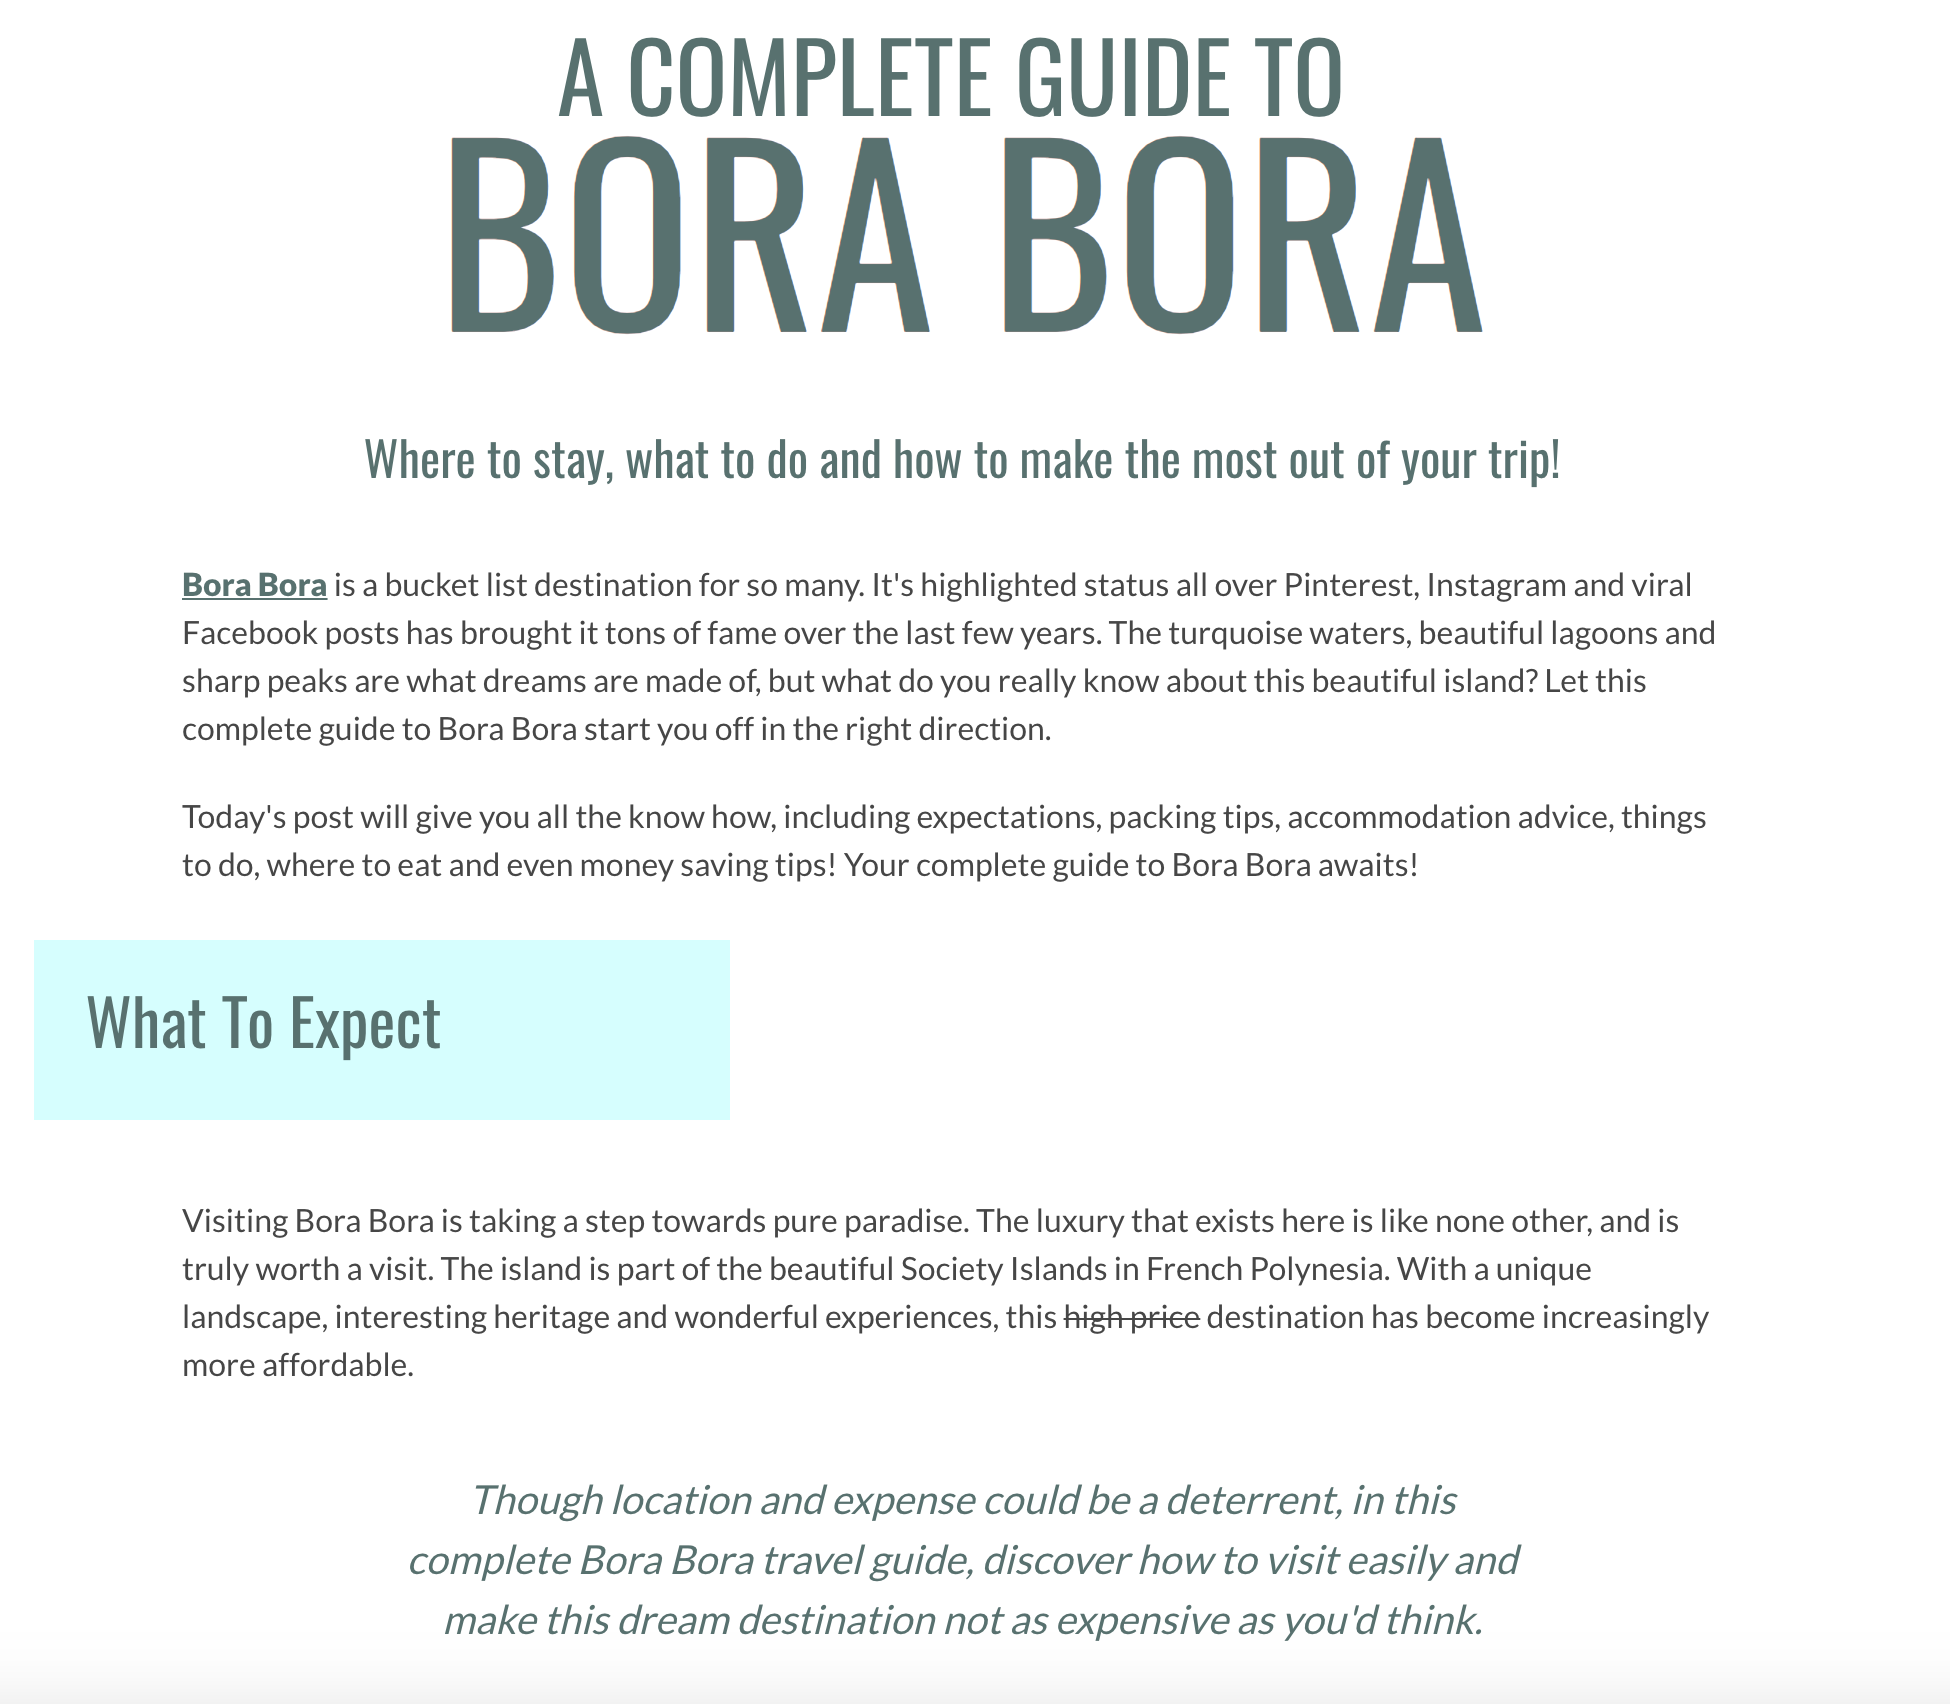 A COMPLETE GUIDE TO
BORA BORA
Where to stay, what to do and how to make the most out of your trip!
Bora Bora is a bucket list destination for so many. It's highlighted status all over Pinterest, Instagram and viral
Facebook posts has brought it tons of fame over the last few years. The turquoise waters, beautiful lagoons and
sharp peaks are what dreams are made of, but what do you really know about this beautiful island? Let this
complete guide to Bora Bora start you off in the right direction.
Today's post will give you all the know how, including expectations, packing tips, accommodation advice, things
to do, where to eat and even money saving tips! Your complete guide to Bora Bora awaits!
What To Expect
Visiting Bora Bora is taking a step towards pure paradise. The luxury that exists here is like none other, and is
truly worth a visit. The island is part of the beautiful Society Islands in French Polynesia. With a unique
landscape, interesting heritage and wonderful experiences, this high price destination has become increasingly
more affordable.
Though location and expense could be a deterrent, in this
complete Bora Bora travel guide, discover how to visit easily and
make this dream destination not as expensive as you'd think.